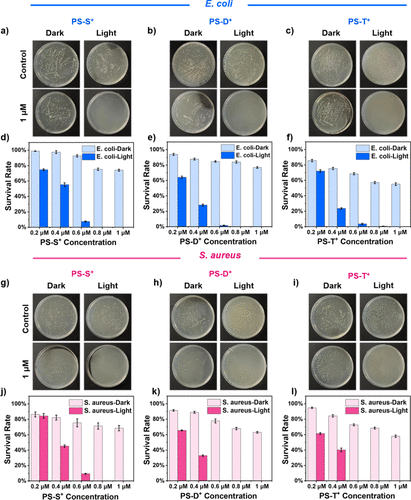 E. coli
PS-S⁺ PS-D⁺ PS-T⁺
a) Dark Light b) Dark Light c) Dark Light
Control
1 μM
d) e) f)
Survival Rate
100%
80%
60%
40%
20%
0%
E. coli-Dark
E. coli-Light
0.2 μM 0.4 μM 0.6 μM 0.8 μM 1 μM
PS-S⁺ Concentration
Survival Rate
100%
80%
60%
40%
20%
0%
E. coli-Dark
E. coli-Light
0.2 μM 0.4 μM 0.6 μM 0.8 μM 1 μM
PS-D⁺ Concentration
Survival Rate
100%
80%
60%
40%
20%
0%
E. coli-Dark
E. coli-Light
0.2 μM 0.4 μM 0.6 μM 0.8 μM 1 μM
PS-T⁺ Concentration
S. aureus
PS-S⁺ PS-D⁺ PS-T⁺
g) Dark Light h) Dark Light i) Dark Light
Control
1 μM
j) k) l)
Survival Rate
100%
80%
60%
40%
20%
0%
S. aureus-Dark
S. aureus-Light
0.2 μM 0.4 μM 0.6 μM 0.8 μM 1 μM
PS-S⁺ Concentration
Survival Rate
100%
80%
60%
40%
20%
0%
S. aureus-Dark
S. aureus-Light
0.2 μM 0.4 μM 0.6 μM 0.8 μM 1 μM
PS-D⁺ Concentration
Survival Rate
100%
80%
60%
40%
20%
0%
S. aureus-Dark
S. aureus-Light
0.2 μM 0.4 μM 0.6 μM 0.8 μM 1 μM
PS-T⁺ Concentration